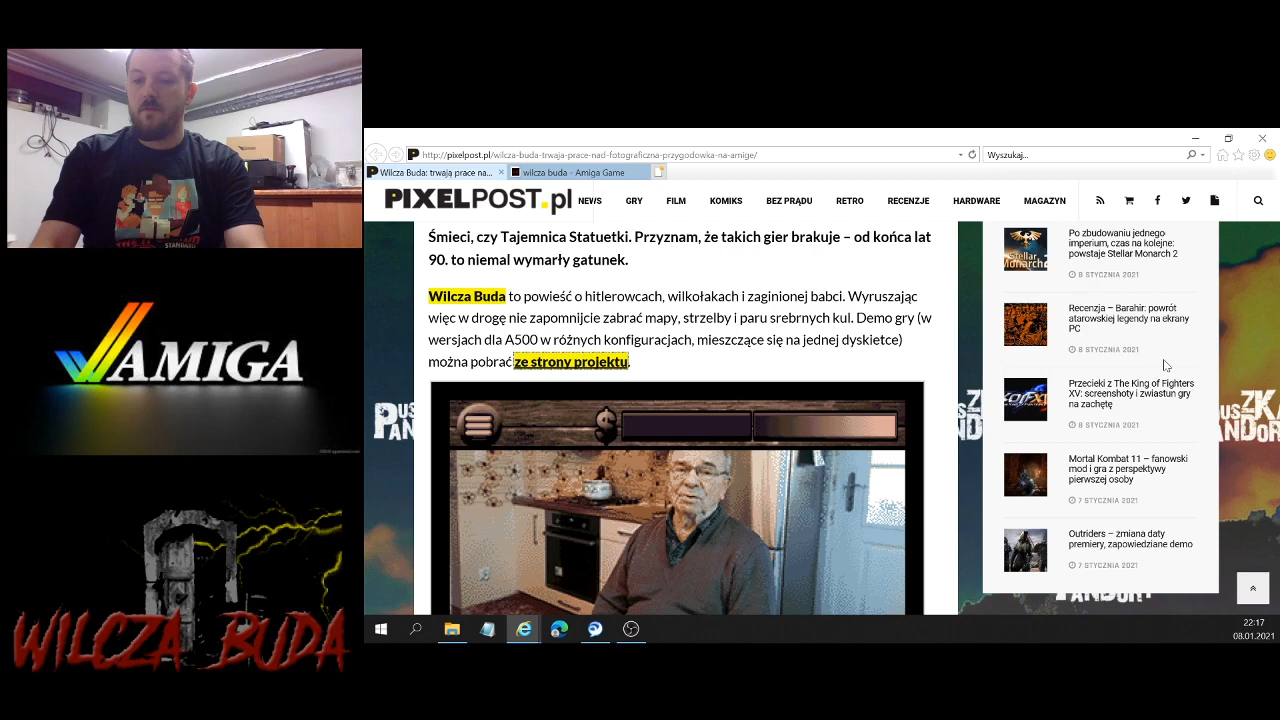 STANDARD
AMIGA
WILCZA BUDA
http://pixelpost.pl/wilcza-buda-trwaja-prace-nad-fotograficzna-przygodowka-na-amige/
Wyszukaj...
Wilcza Buda: trwają prace na...
wilcza buda - Amiga Game
PIXELPOST.pl
NEWS GRY FILM KOMIKS BEZ PRĄDU RETRO RECENZJE HARDWARE MAGAZYN
Śmieci, czy Tajemnica Statuetki. Przyznam, że takich gier brakuje – od końca lat
90. to niemal wymarły gatunek.
Wilcza Buda to powieść o hitlerowcach, wilkołakach i zaginionej babci. Wyruszając
więc w drogę nie zapomnijcie zabrać mapy, strzelby i paru srebrnych kul. Demo gry (w
wersjach dla A500 w różnych konfiguracjach, mieszczące się na jednej dyskietce)
można pobrać ze strony projektu.
$
Po zbudowaniu jednego
imperium, czas na kolejne:
powstaje Stellar Monarch 2
8 STYCZNIA 2021
Recenzja – Barahir: powrót
atarowskiej legendy na ekrany
PC
8 STYCZNIA 2021
Przecieki z The King of Fighters
XV: screenshoty i zwiastun gry
na zachętę
8 STYCZNIA 2021
Mortal Kombat 11 – fanowski
mod i gra z perspektywy
pierwszej osoby
7 STYCZNIA 2021
Outriders – zmiana daty
premiery, zapowiedziane demo
7 STYCZNIA 2021
22:17
08.01.2021